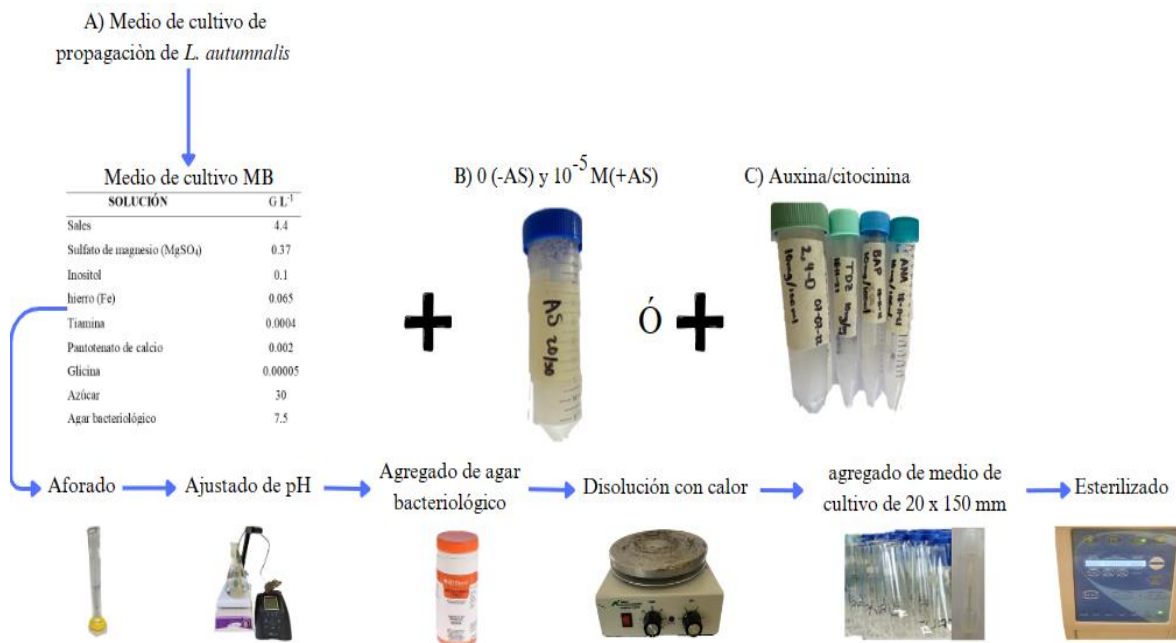 A) Medio de cultivo de
propagaciòn de L. autumnalis
Medio de cultivo MB
SOLUCIÓN G L-1
Sales 4.4
Sulfato de magnesio (MgSO4) 0.37
Inositol 0.1
hierro (Fe) 0.065
Tiamina 0.0004
Pantotenato de calcio 0.002
Glicina 0.00005
Azúcar 30
Agar bacteriológico 7.5
B) 0 (-AS) y 10-5 M(+AS)
AS 20/50
Ó
C) Auxina/citocinina
2,4-D
10mg/100ml
TDZ
BAP
ANA
Aforado
Ajustado de pH
Agregado de agar
bacteriológico
Disolución con calor
agregado de medio de
cultivo de 20 x 150 mm
Esterilizado